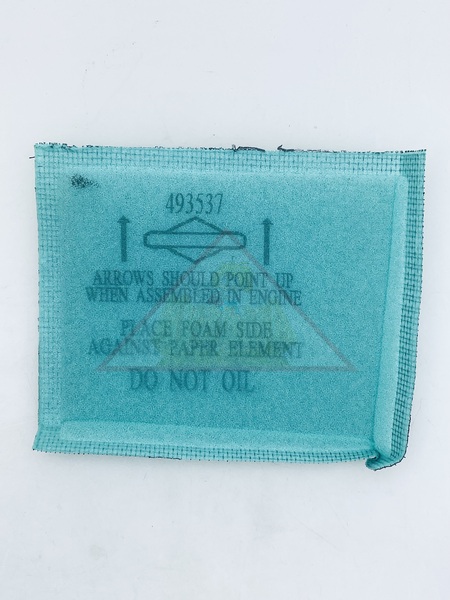 493537
ARROWS SHOULD POINT UP
WHEN ASSEMBLED IN ENGINE
PLACE FOAM SIDE
AGAINST PAPER ELEMENT
DO NOT OIL